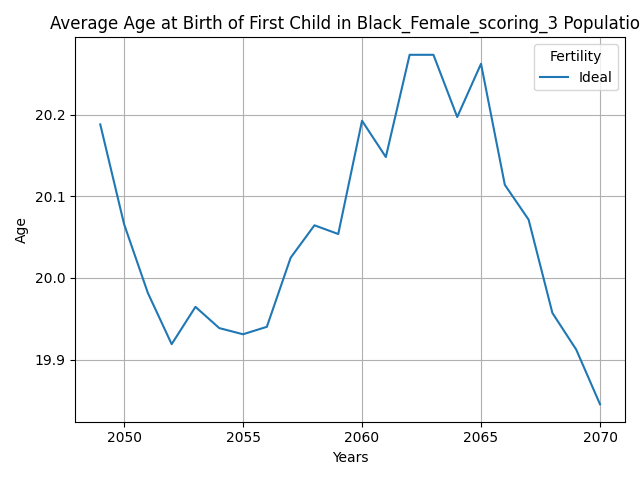 Average Age at Birth of First Child in Black_Female_scoring_3 Populatio
Fertility
Ideal
20.2
20.1
20.0
19.9
Age
2050 2055 2060 2065 2070
Years